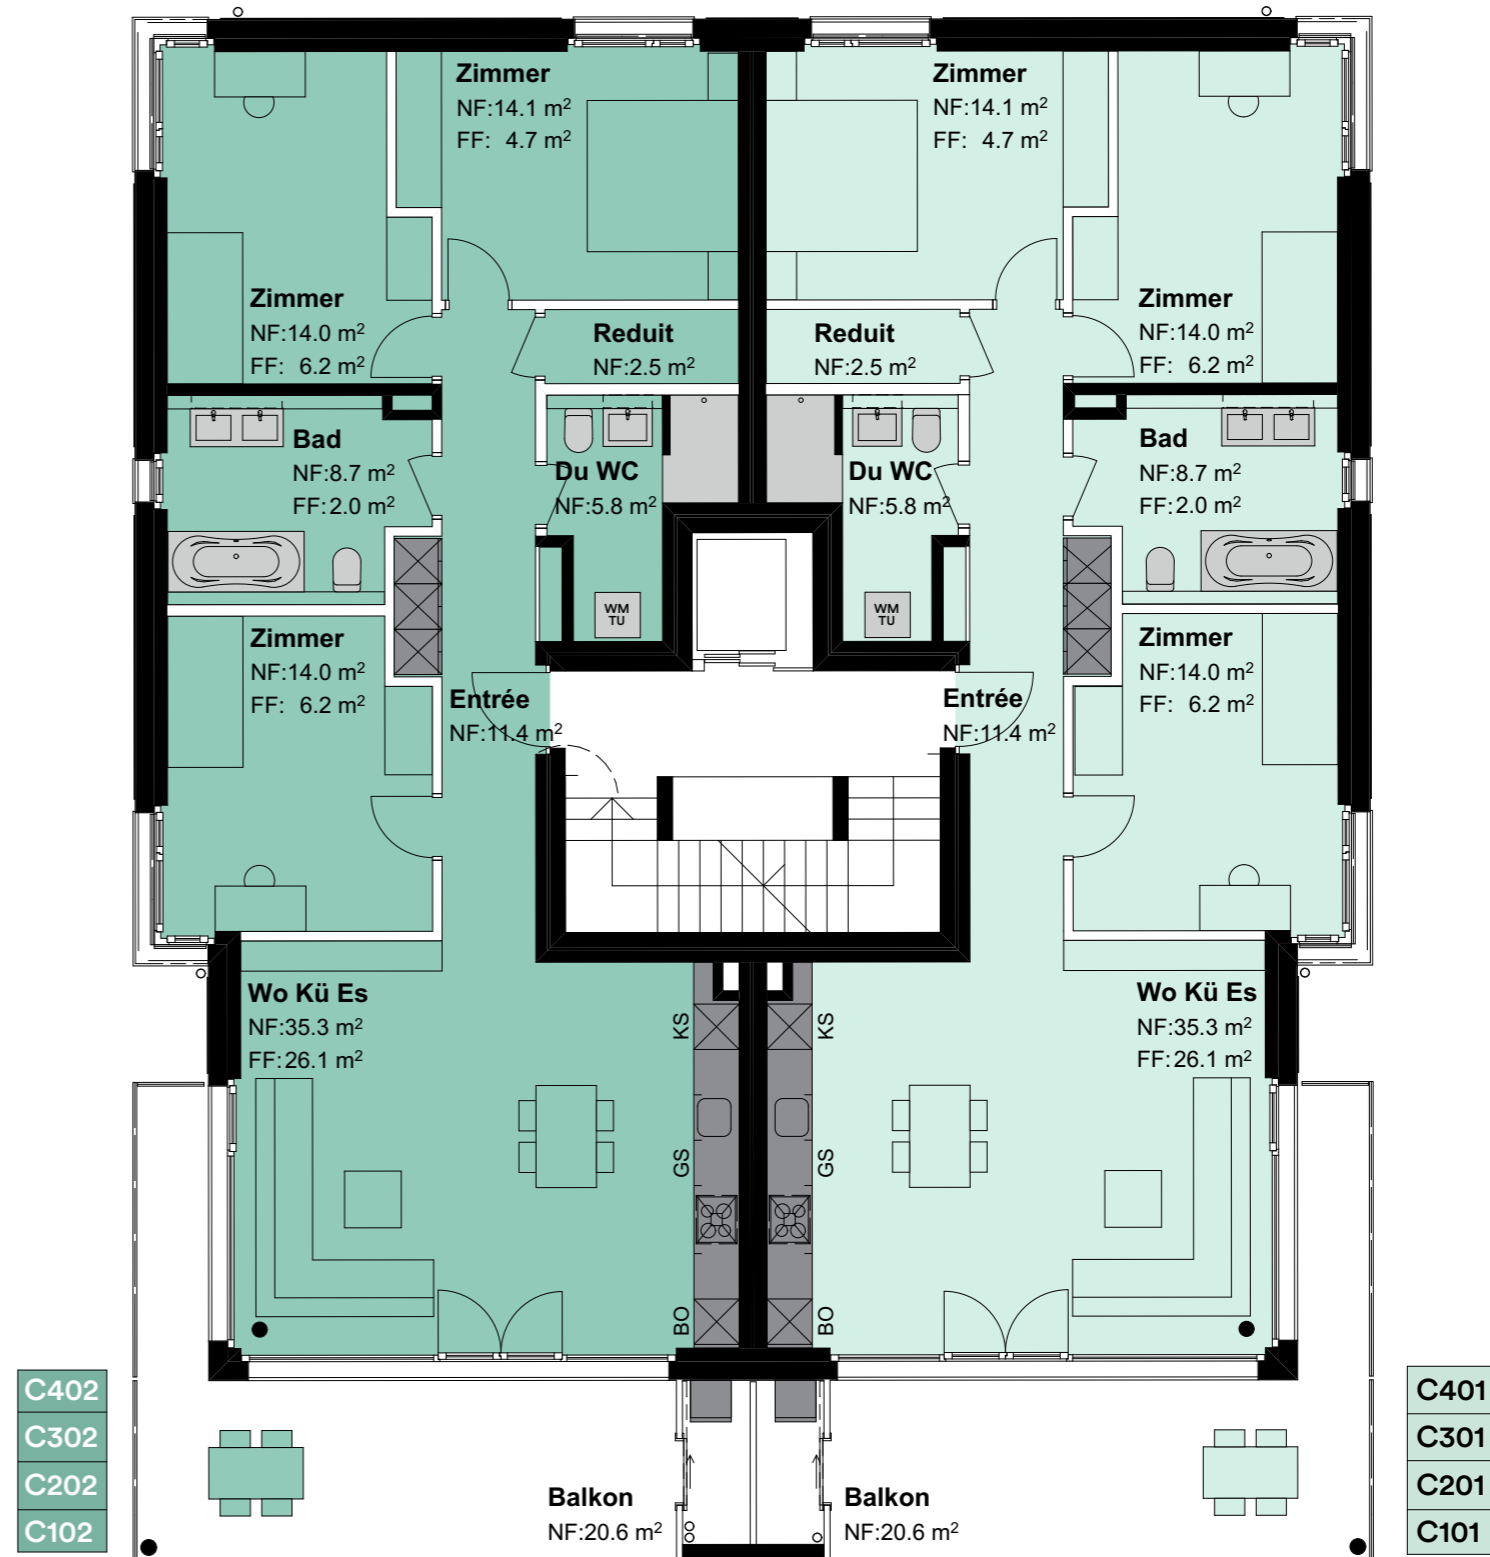 Zimmer
NF:14.1 m²
FF: 4.7 m²
Zimmer
NF:14.1 m²
FF: 4.7 m²
Zimmer
NF:14.0 m²
FF: 6.2 m²
Reduit
NF:2.5 m²
Reduit
NF:2.5 m²
Zimmer
NF:14.0 m²
FF: 6.2 m²
Bad
NF:8.7 m²
FF:2.0 m²
Du WC
NF:5.8 m²
Du WC
NF:5.8 m²
Bad
NF:8.7 m²
FF:2.0 m²
WM
TU
WM
TU
Zimmer
NF:14.0 m²
FF: 6.2 m²
Entrée
NF:11.4 m²
Entrée
NF:11.4 m²
Zimmer
NF:14.0 m²
FF: 6.2 m²
Wo Kü Es
NF:35.3 m²
FF:26.1 m²
KS
GS
BO
KS
GS
BO
Wo Kü Es
NF:35.3 m²
FF:26.1 m²
C402
C302
C202
C102
Balkon
NF:20.6 m²
Balkon
NF:20.6 m²
C401
C301
C201
C101